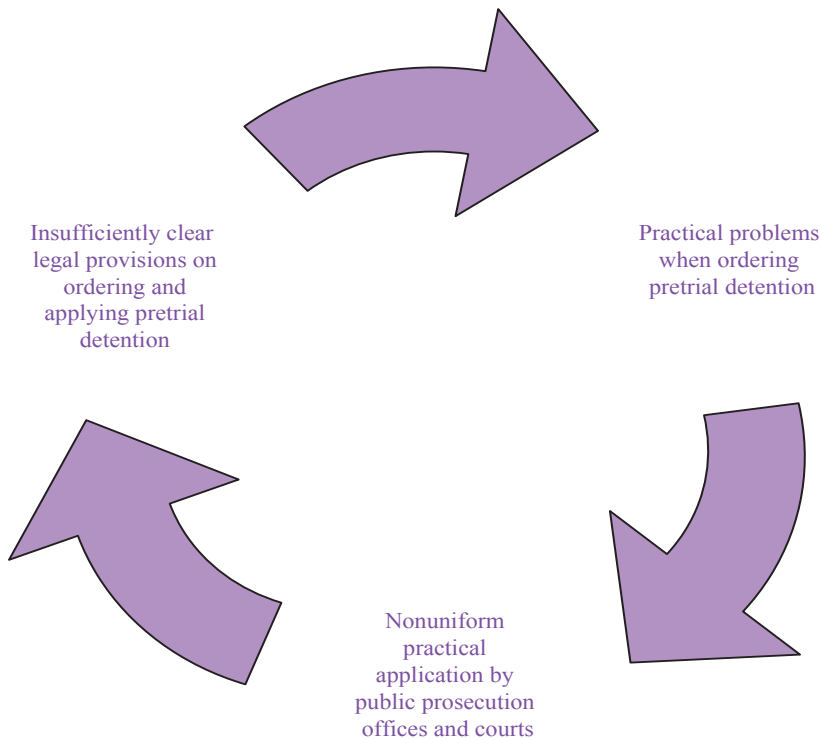 Insufficiently clear
legal provisions on
ordering and
applying pretrial
detention
Practical problems
when ordering
pretrial detention
Nonuniform
practical
application by
public prosecution
offices and courts